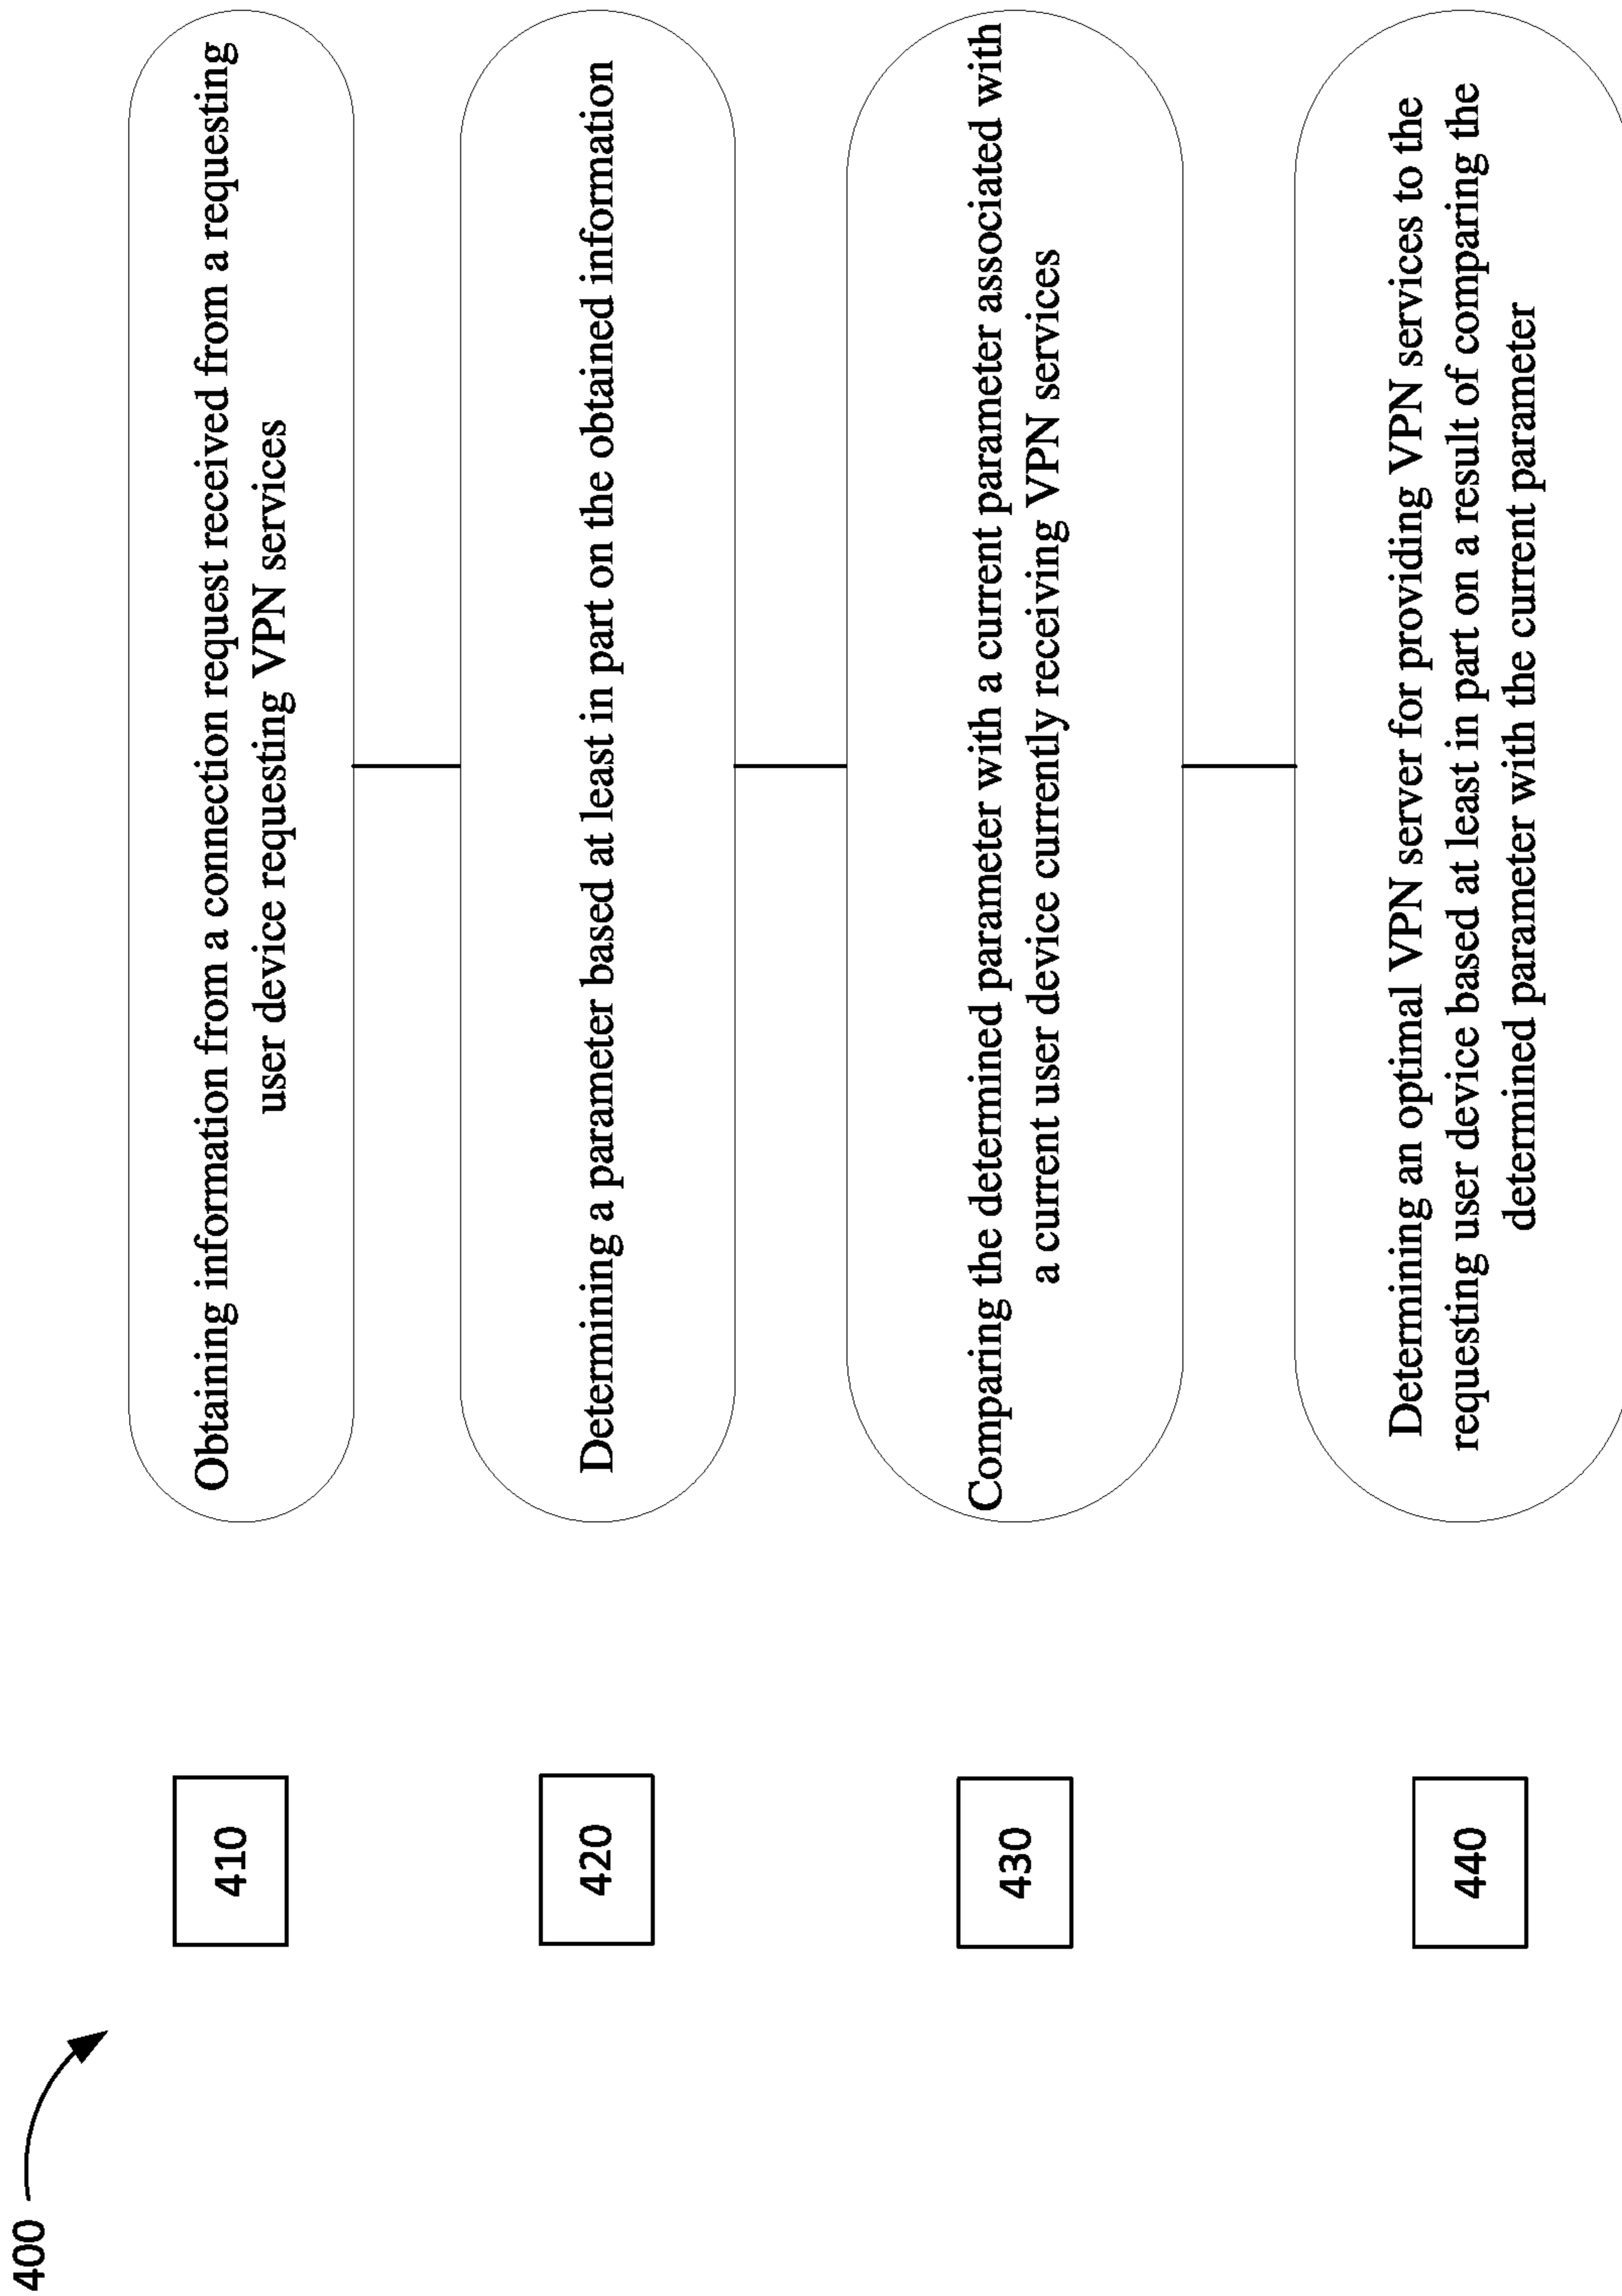 400
410
Obtaining information from a connection request received from a requesting
user device requesting VPN services
420
Determining a parameter based at least in part on the obtained information
430
Comparing the determined parameter with a current parameter associated with
a current user device currently receiving VPN services
440
Determining an optimal VPN server for providing VPN services to the
requesting user device based at least in part on a result of comparing the
determined parameter with the current parameter